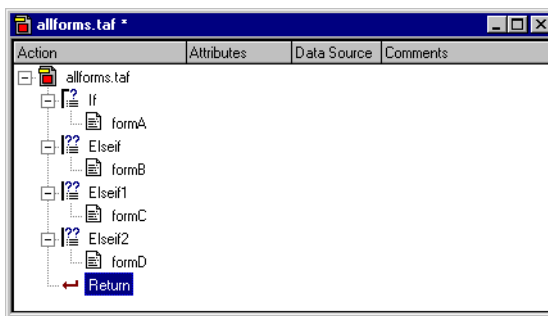 allforms.taf *
Action Attributes Data Source Comments
allforms.taf
If
formA
Elseif
formB
Elseif1
formC
Elseif2
formD
Return